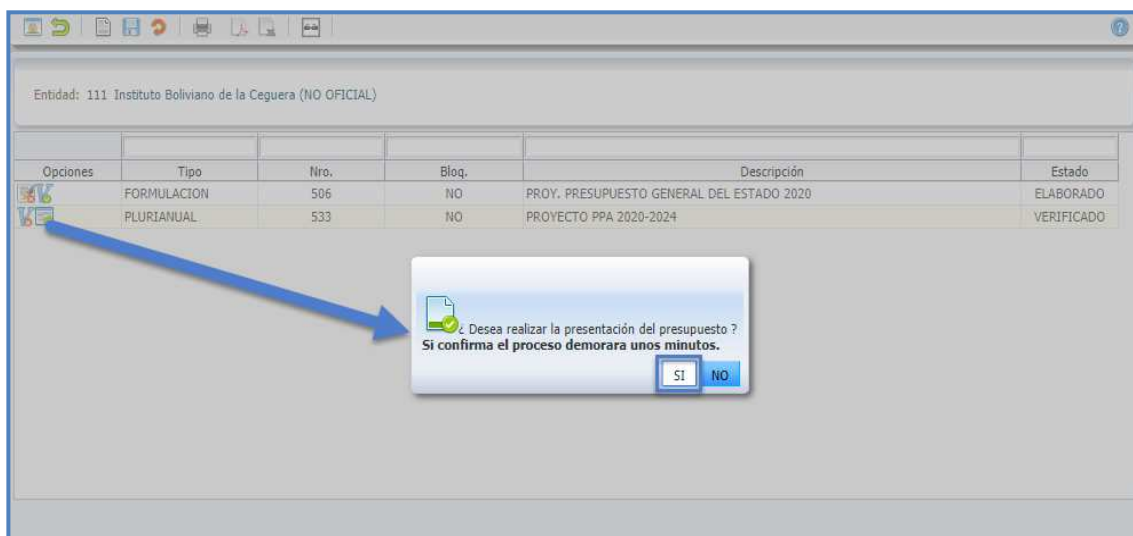 Entidad: 111 Instituto Boliviano de la Ceguera (NO OFICIAL)
Opciones Tipo Nro. Bloq. Descripción Estado
FORMULACION 506 NO PROY. PRESUPUESTO GENERAL DEL ESTADO 2020 ELABORADO
PLURIANUAL 533 NO PROYECTO PPA 2020-2024 VERIFICADO
¿ Desea realizar la presentación del presupuesto ?
Si confirma el proceso demorara unos minutos.
SI NO